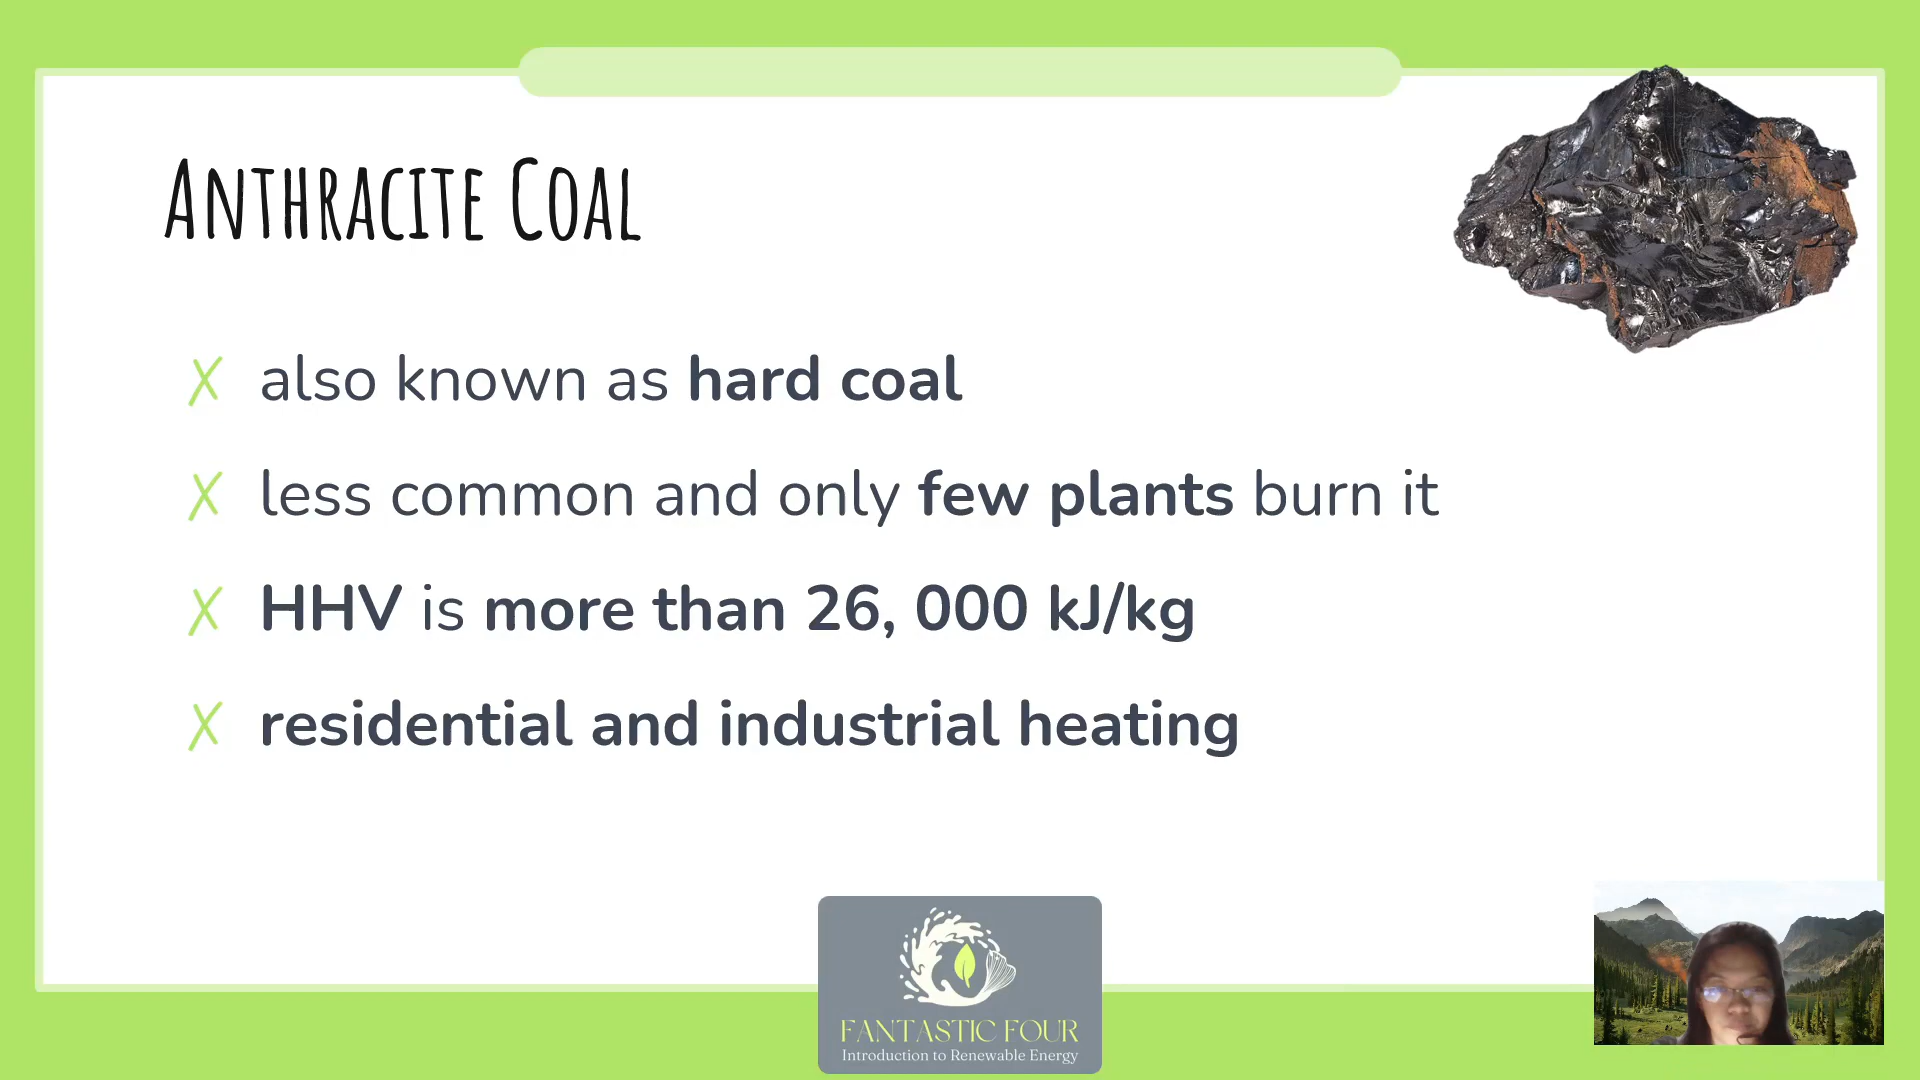 Anthracite Coal
also known as hard coal
less common and only few plants burn it
HHV is more than 26, 000 kJ/kg
residential and industrial heating
FANTASTIC FOUR
Introduction to Renewable Energy